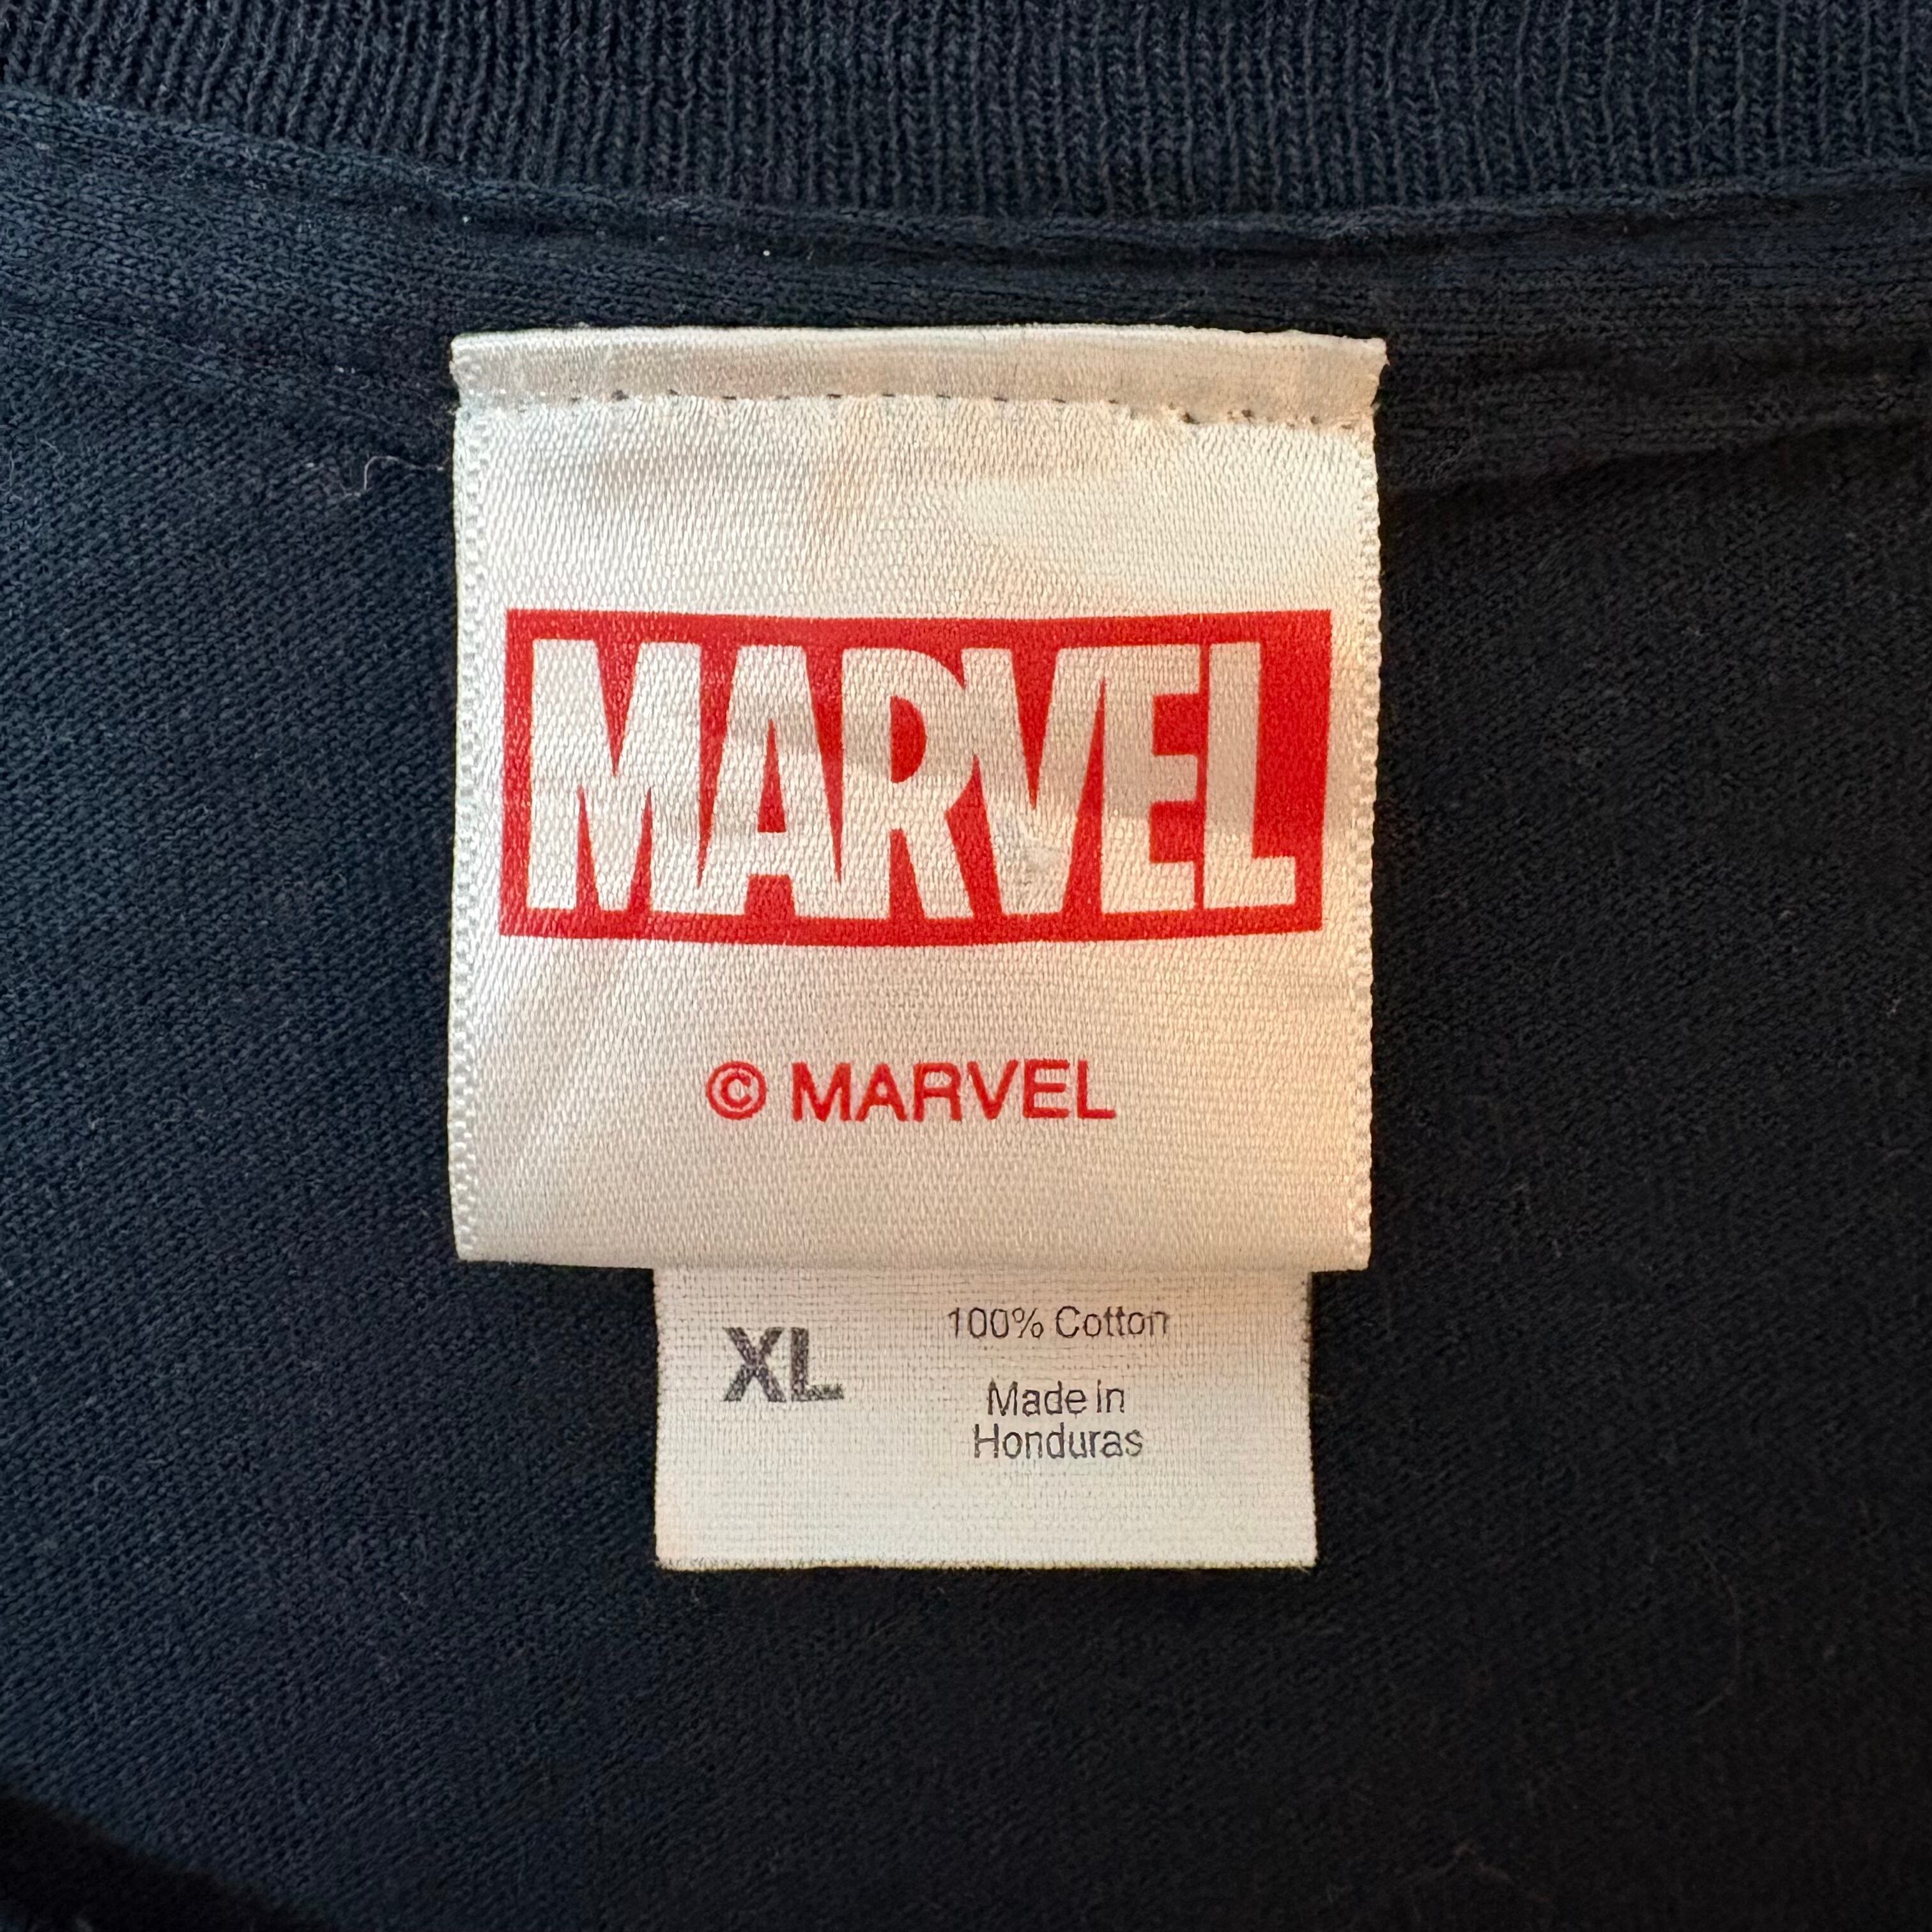 MARVEL
© MARVEL
XL
100% Cotton
Made in
Honduras